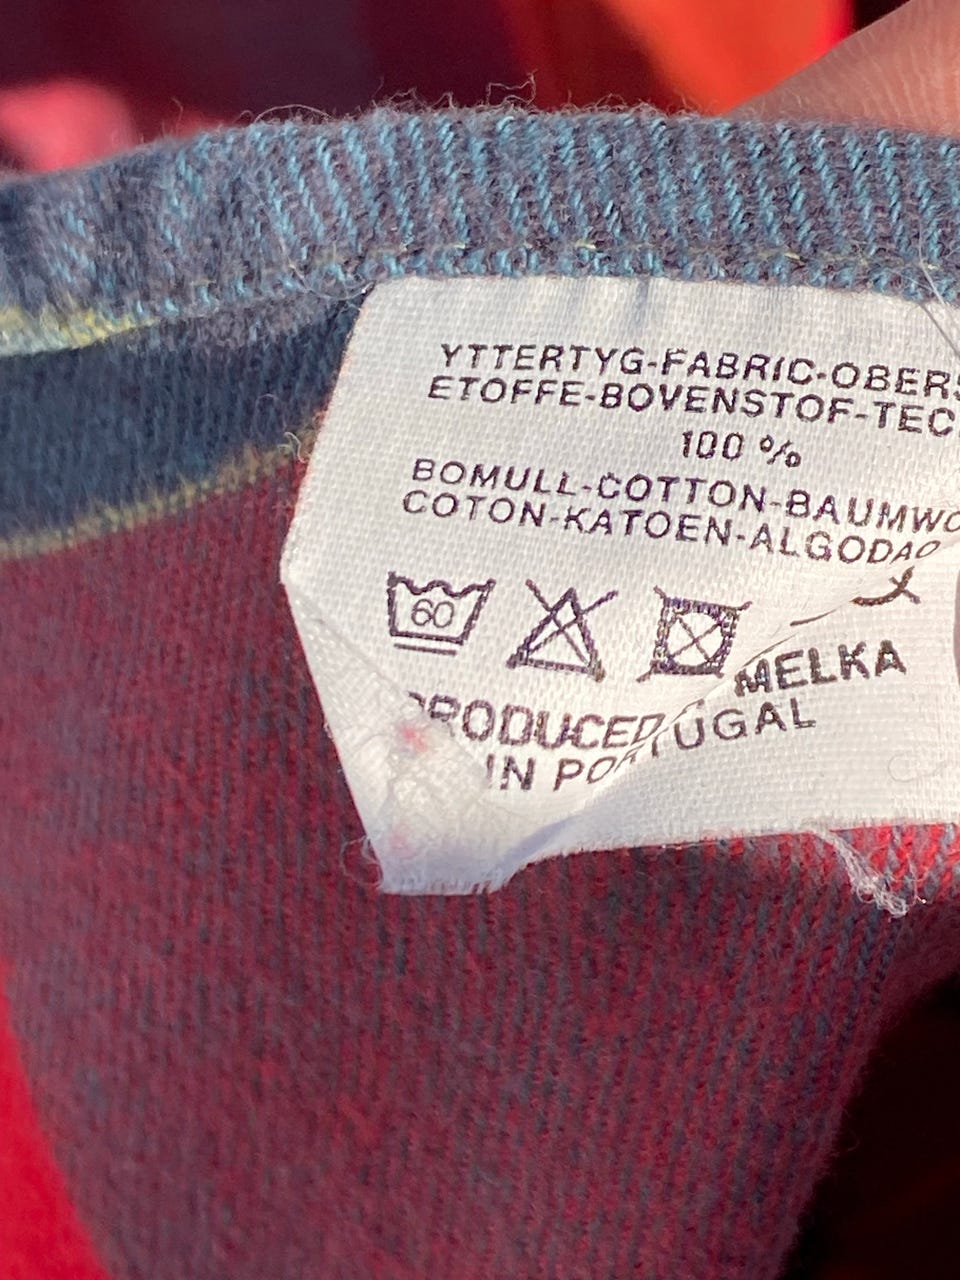 YTTERTYG-FABRIC-OBERS
ETOFFE-BOVENSTOF-TEC
100 %
BOMULL-COTTON-BAUMWO
COTON-KATOEN-ALGODAO
60
MELKA
PRODUCED
IN PORTUGAL